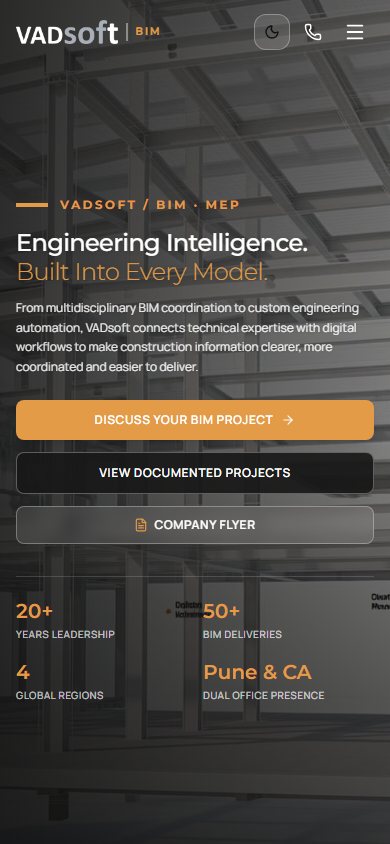 VADsoft | BIM
VADSOFT / BIM · MEP
Engineering Intelligence.
Built Into Every Model.
From multidisciplinary BIM coordination to custom engineering
automation, VADsoft connects technical expertise with digital
workflows to make construction information clearer, more
coordinated and easier to deliver.
DISCUSS YOUR BIM PROJECT →
VIEW DOCUMENTED PROJECTS
COMPANY FLYER
20+ 50+
YEARS LEADERSHIP BIM DELIVERIES
4 Pune & CA
GLOBAL REGIONS DUAL OFFICE PRESENCE